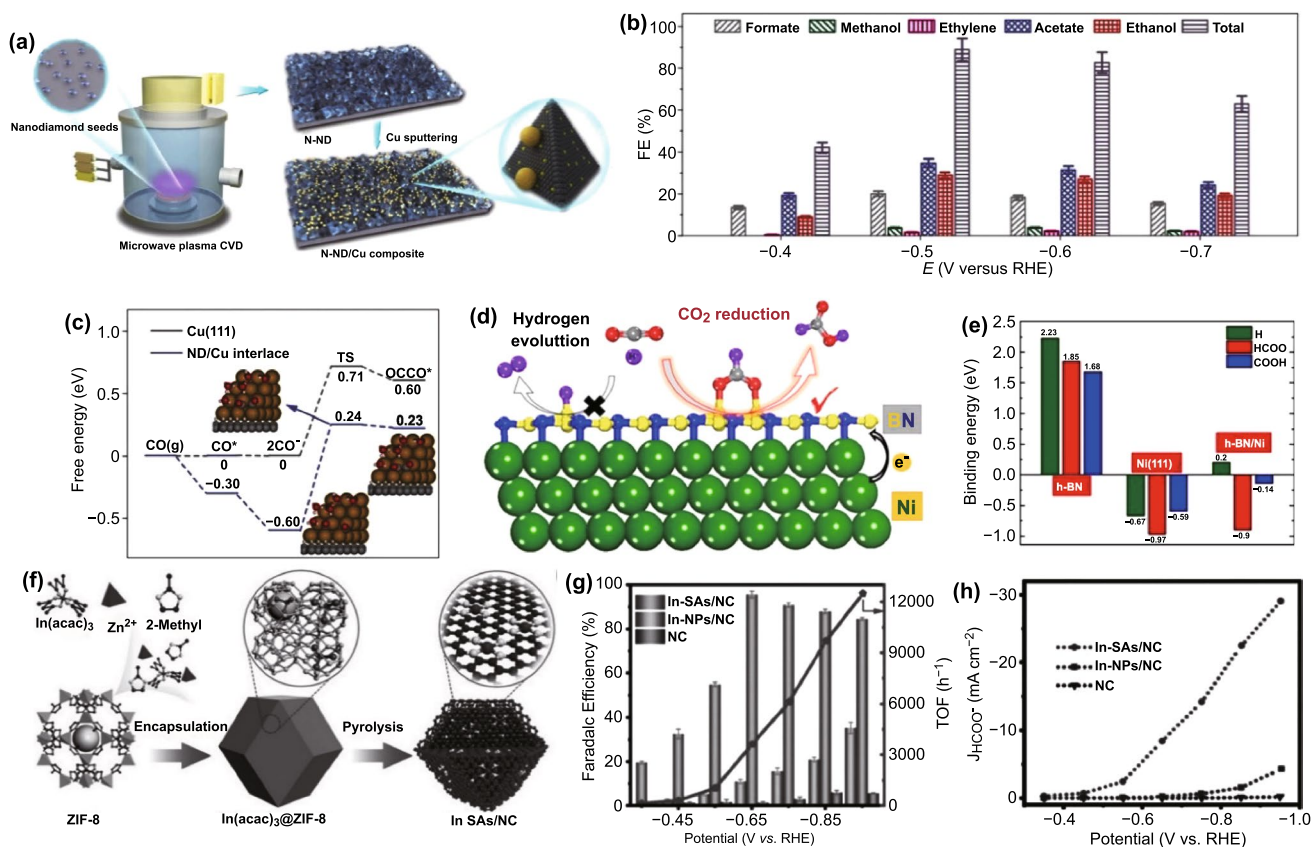 (a)
Nanodiamond seeds
Microwave plasma CVD
N-ND
Cu sputtering
N-ND/Cu composite
(b)
Formate Methanol Ethylene Acetate Ethanol Total
FE (%)
100
80
60
40
20
0
−0.4 −0.5 −0.6 −0.7
E (V versus RHE)
(c)
Cu(111)
ND/Cu interlace
Free energy (eV)
1.0
0.5
0
−0.5
CO(g)
CO*
0
2CO⁻
0
TS
0.71
OCCO*
0.60
0.24
0.23
−0.30
−0.60
(d)
Hydrogen
evoluttion
CO2 reduction
BN
e⁻
Ni
(e)
H
HCOO
COOH
Binding energy (eV)
2.5
2.0
1.5
1.0
0.5
0.0
−0.5
−1.0
2.23
1.85
1.68
h-BN
Ni(111)
−0.67
−0.97
−0.59
h-BN/Ni
0.2
−0.9
−0.14
(f)
In(acac)3
Zn2+
2-Methyl
Encapsulation
Pyrolysis
ZIF-8
In(acac)3@ZIF-8
In SAs/NC
(g)
In-SAs/NC
In-NPs/NC
NC
Faradalc Efficiency (%)
100
80
60
40
20
0
−0.45 −0.65 −0.85
Potential (V vs. RHE)
TOF (h−1)
12000
9000
6000
3000
0
(h)
In-SAs/NC
In-NPs/NC
NC
JHCOO- (mA cm−2)
−30
−20
−10
0
−0.4 −0.6 −0.8 −1.0
Potential (V vs. RHE)